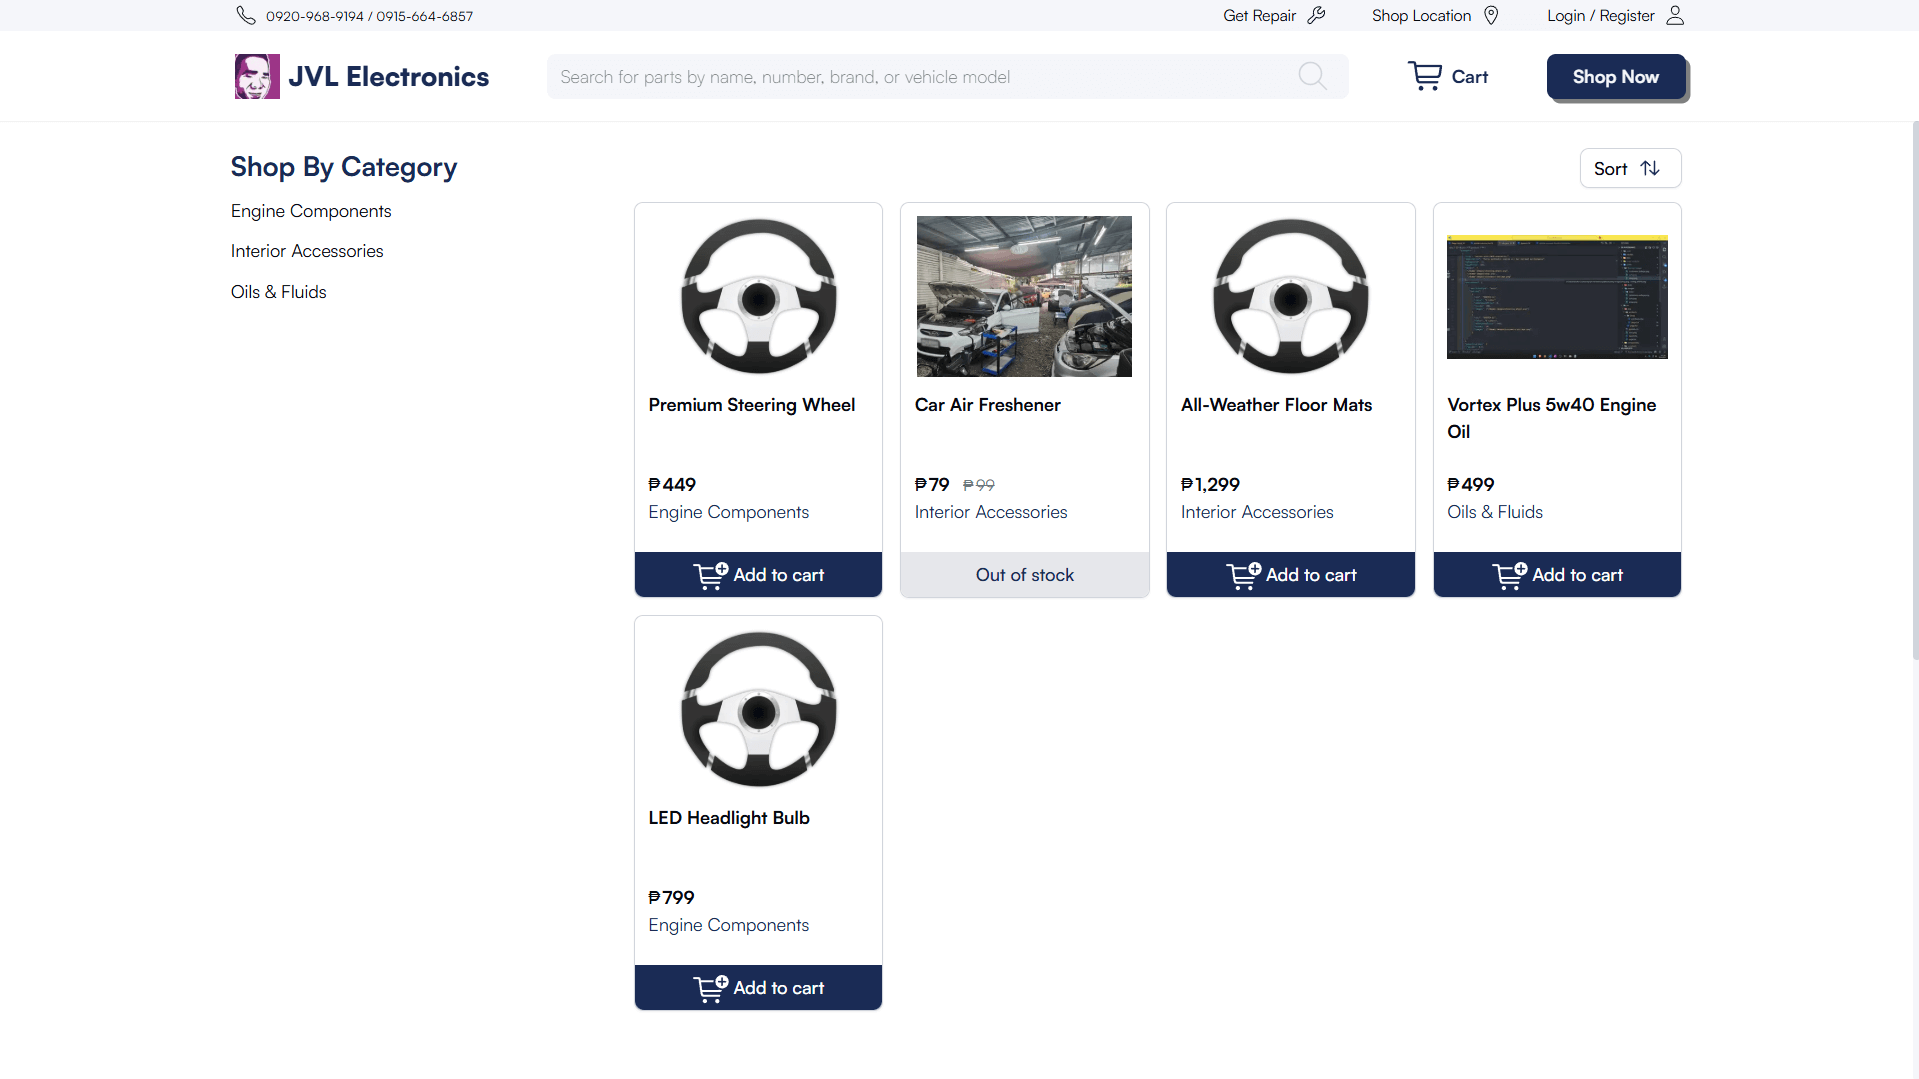 0920-968-9194 / 0915-664-6857
Get Repair
Shop Location
Login / Register
JVL Electronics
Search for parts by name, number, brand, or vehicle model
Cart
Shop Now
Shop By Category
Sort
Engine Components
Interior Accessories
Oils & Fluids
Premium Steering Wheel
₱449
Engine Components
Add to cart
Car Air Freshener
₱79 ₱99
Interior Accessories
Out of stock
All-Weather Floor Mats
₱1,299
Interior Accessories
Add to cart
Vortex Plus 5w40 Engine
Oil
₱499
Oils & Fluids
Add to cart
LED Headlight Bulb
₱799
Engine Components
Add to cart